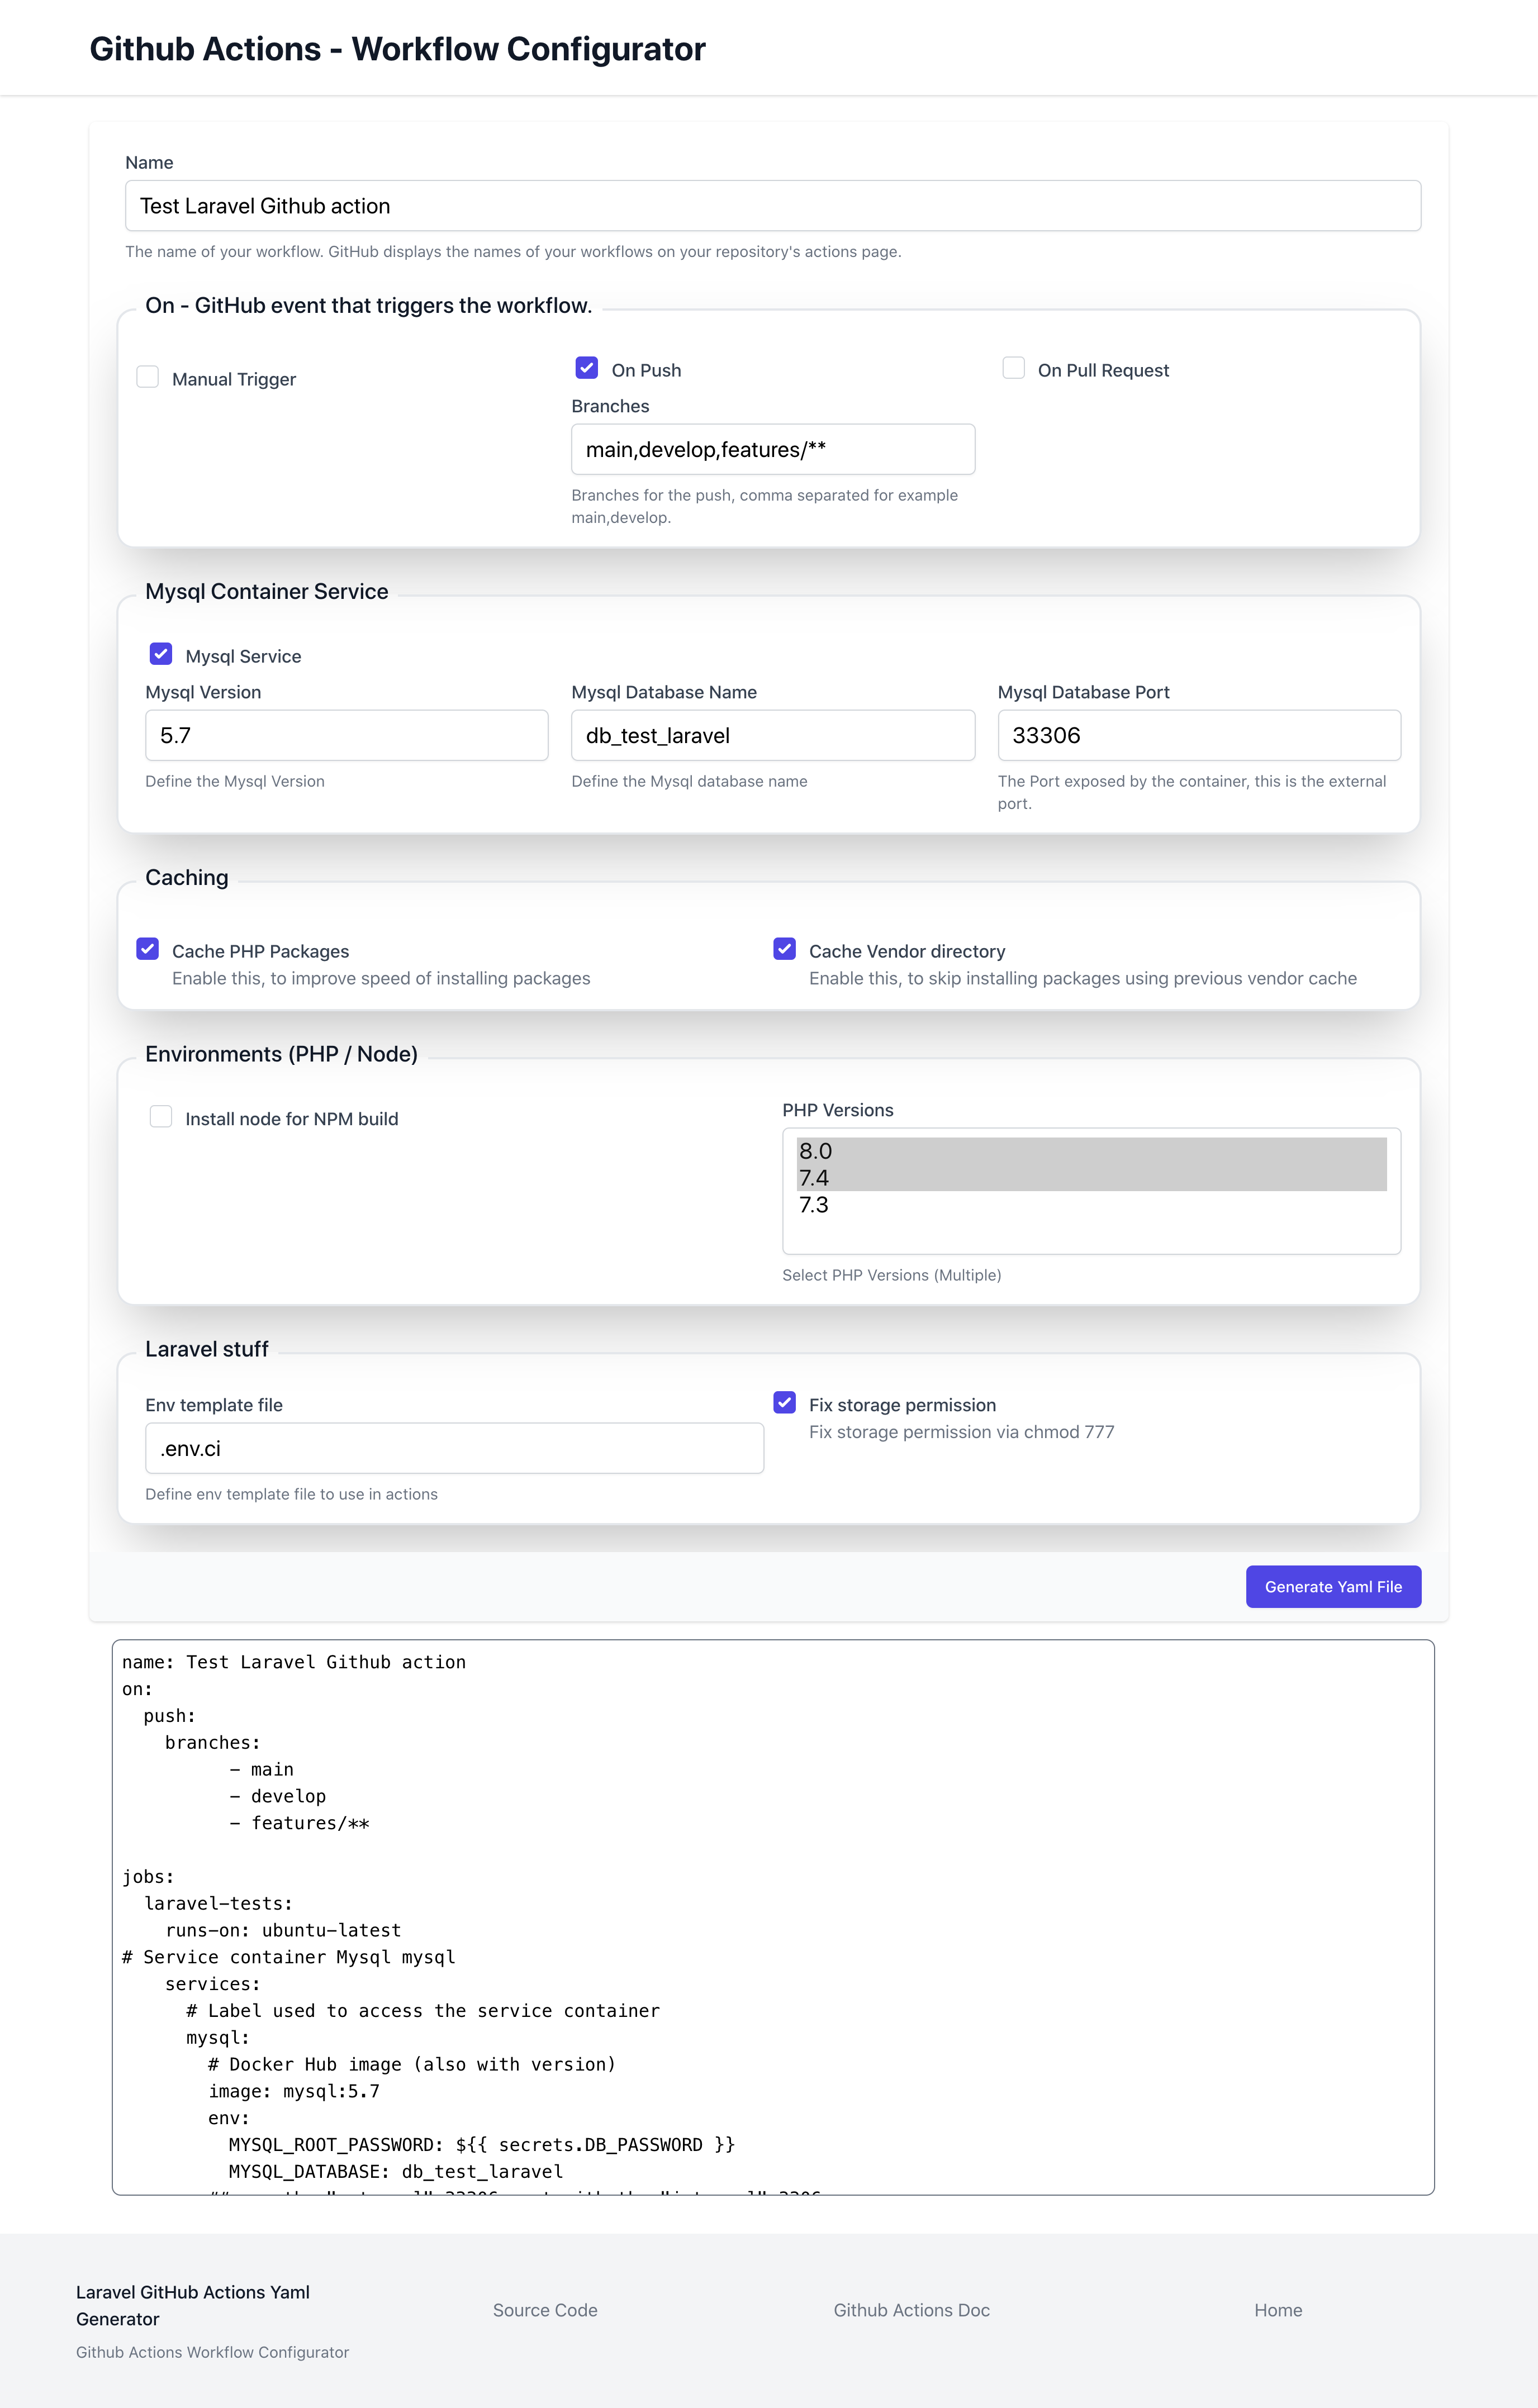 Github Actions - Workflow Configurator
Name
Test Laravel Github action
The name of your workflow. GitHub displays the names of your workflows on your repository's actions page.
On - GitHub event that triggers the workflow.
Manual Trigger
On Push
On Pull Request
Branches
main,develop,features/**
Branches for the push, comma separated for example
main,develop.
Mysql Container Service
Mysql Service
Mysql Version
Mysql Database Name
Mysql Database Port
5.7
db_test_laravel
33306
Define the Mysql Version
Define the Mysql database name
The Port exposed by the container, this is the external
port.
Caching
Cache PHP Packages
Enable this, to improve speed of installing packages
Cache Vendor directory
Enable this, to skip installing packages using previous vendor cache
Environments (PHP / Node)
Install node for NPM build
PHP Versions
8.0
7.4
7.3
Select PHP Versions (Multiple)
Laravel stuff
Env template file
.env.ci
Define env template file to use in actions
Fix storage permission
Fix storage permission via chmod 777
Generate Yaml File
name: Test Laravel Github action
on:
  push:
    branches:
          - main
          - develop
          - features/**

jobs:
  laravel-tests:
    runs-on: ubuntu-latest
# Service container Mysql mysql
    services:
      # Label used to access the service container
      mysql:
        # Docker Hub image (also with version)
        image: mysql:5.7
        env:
          MYSQL_ROOT_PASSWORD: ${{ secrets.DB_PASSWORD }}
          MYSQL_DATABASE: db_test_laravel
Laravel GitHub Actions Yaml
Generator
Github Actions Workflow Configurator
Source Code
Github Actions Doc
Home